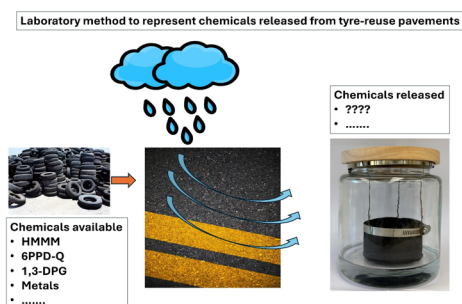 Laboratory method to represent chemicals released from tyre-reuse pavements
Chemicals released
• ????
• .......
Chemicals available
• HMMM
• 6PPD-Q
• 1,3-DPG
• Metals
• .......